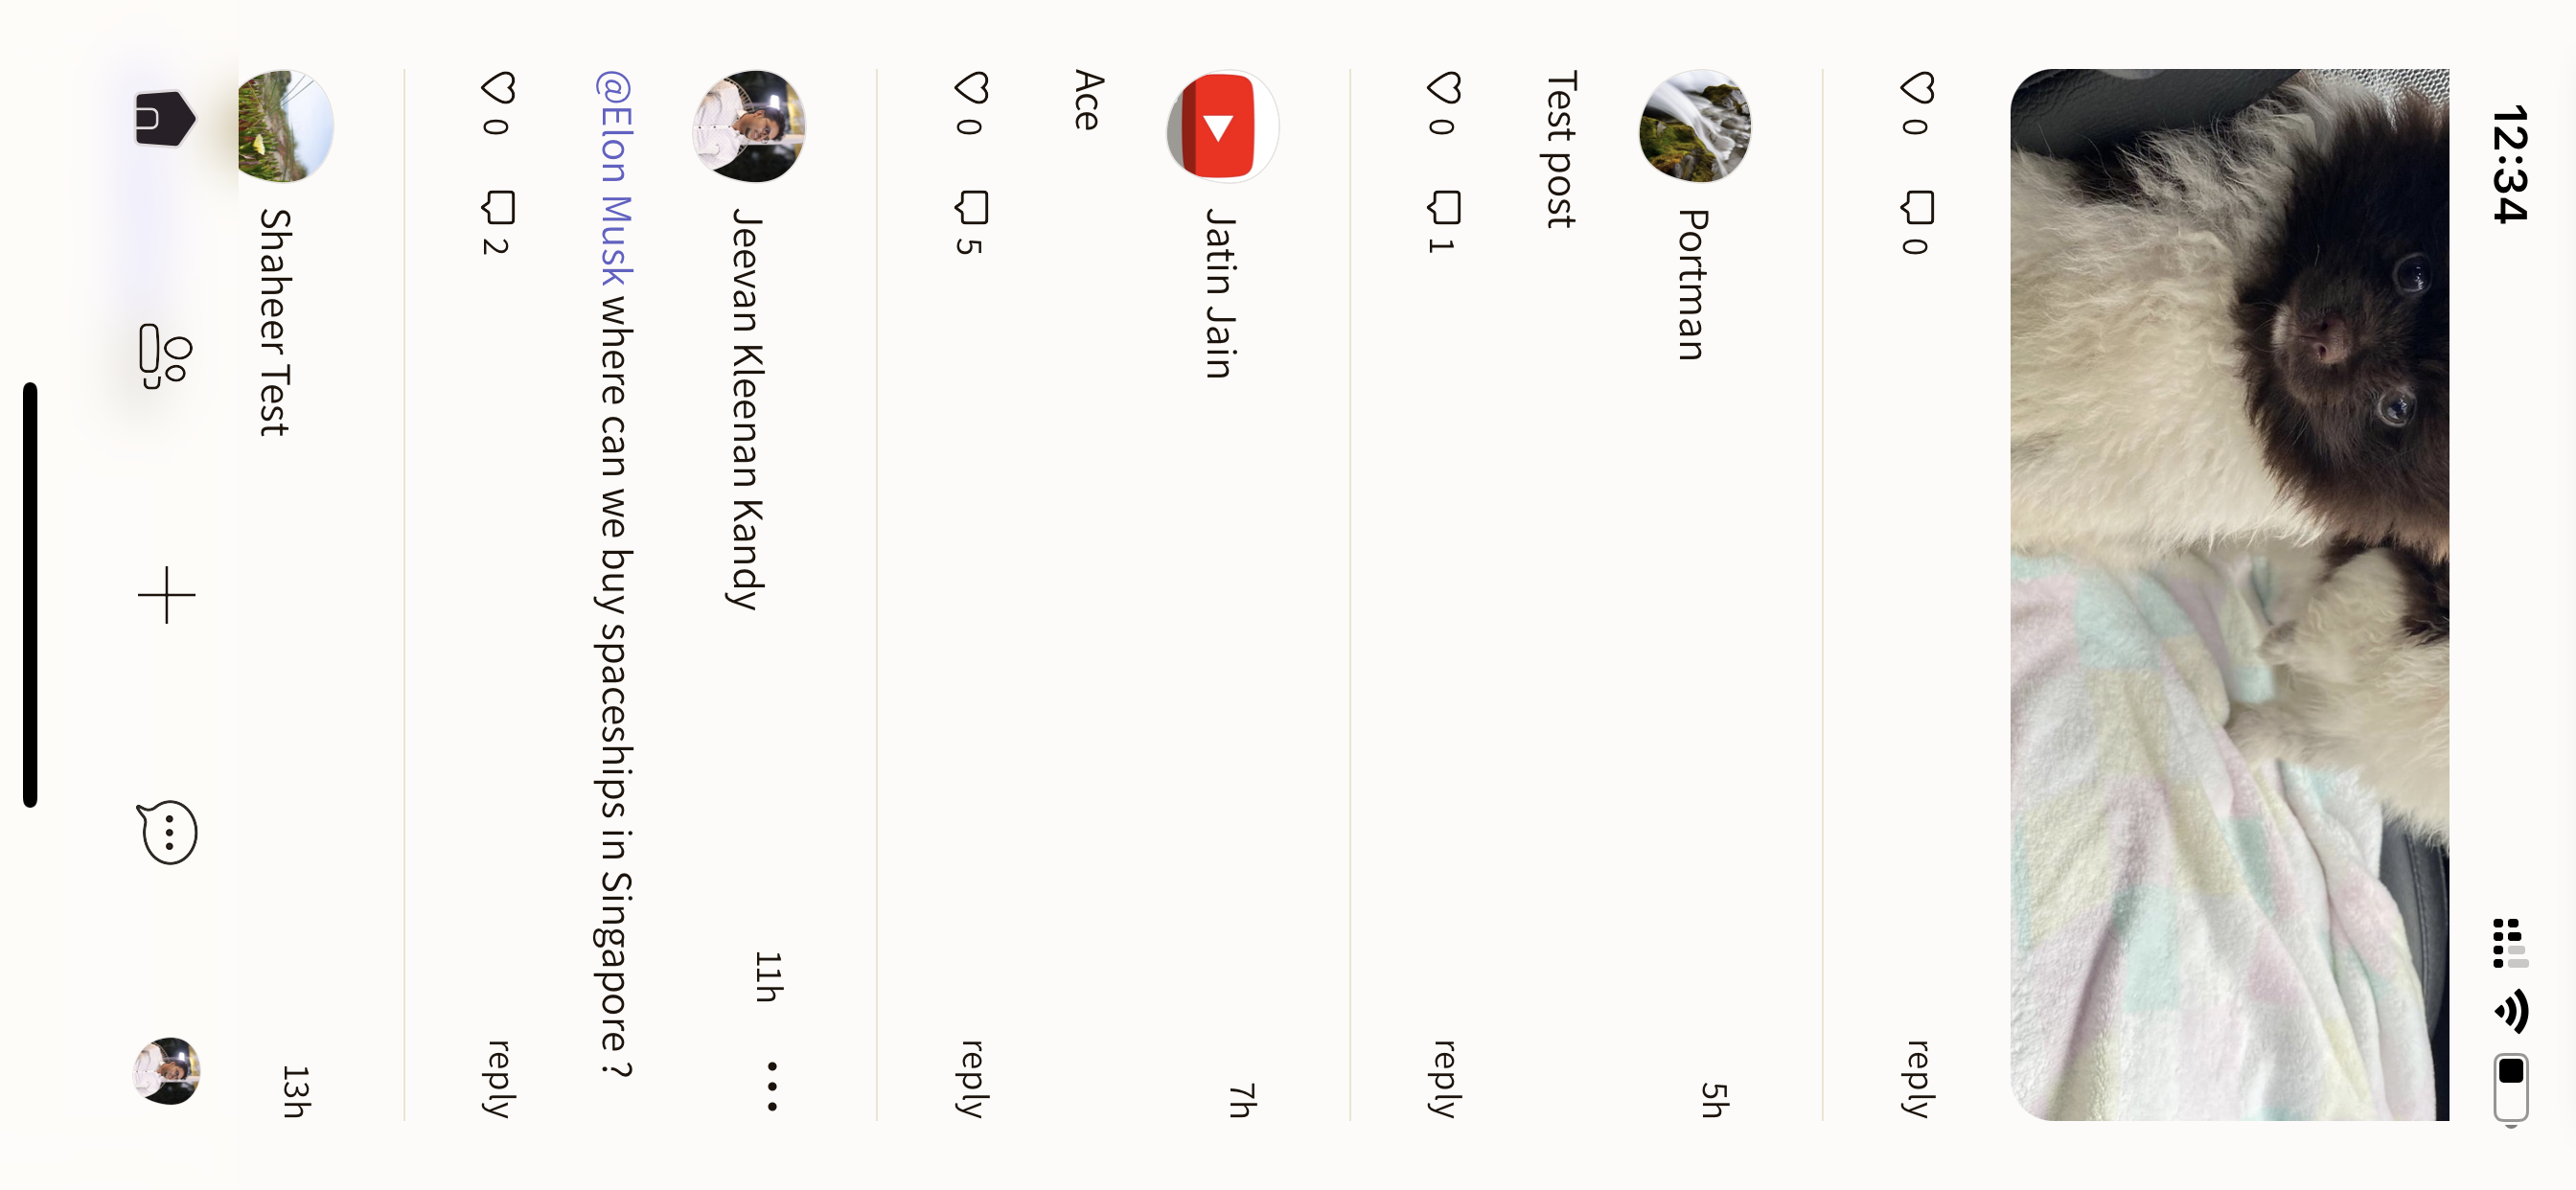 12:34
0 0 reply
Portman 5h
Test post
0 1 reply
Jatin Jain 7h
Ace
0 5 reply
Jeevan Kleenan Kandy 11h
@Elon Musk where can we buy spaceships in Singapore ?
0 2 reply
Shaheer Test 13h